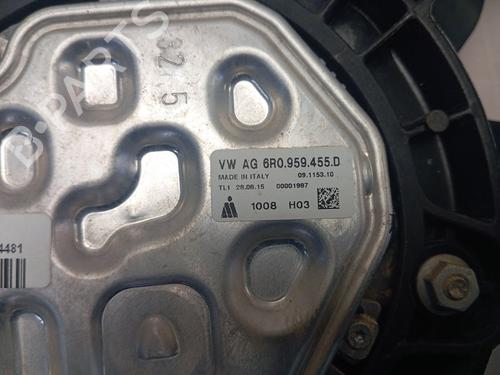 B-PARTS
32 5
VW AG 6R0.959.455.D
MADE IN ITALY 09.1153.10
TL1 28.08.15 00001987
1008 H03
4481